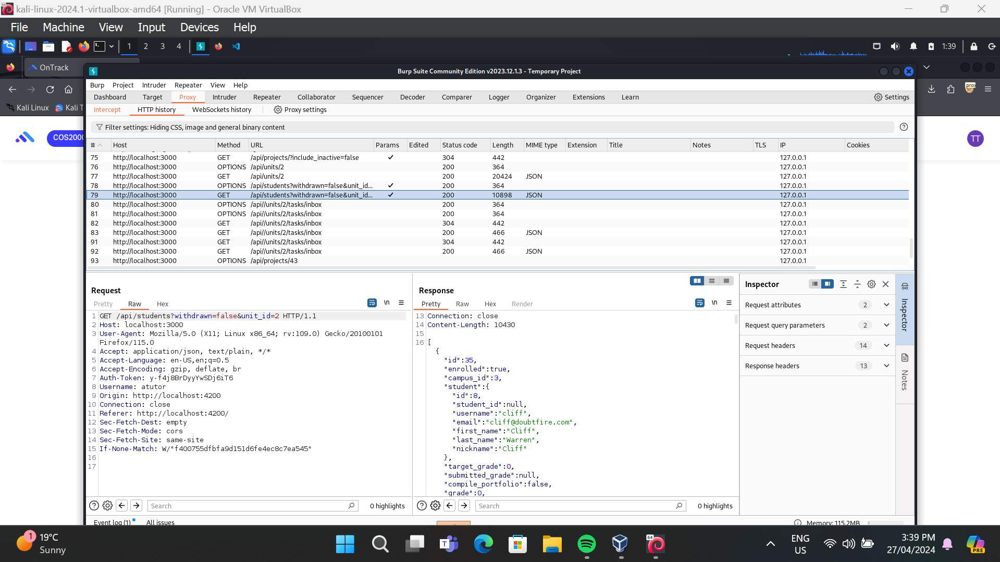 kali-linux-2024.1-virtualbox-amd64 [Running] - Oracle VM VirtualBox
File Machine View Input Devices Help
1 2 3 4 1:39
OnTrack
Burp Suite Community Edition v2023.12.1.3 - Temporary Project
Burp Project Intruder Repeater View Help
Dashboard Target Proxy Intruder Repeater Collaborator Sequencer Decoder Comparer Logger Organizer Extensions Learn Settings
Kali Linux Kali T
Intercept HTTP history WebSockets history Proxy settings
Filter settings: Hiding CSS, image and general binary content
COS2000
TT
# Host Method URL Params Edited Status code Length MIME type Extension Title Notes TLS IP Cookies
75 http://localhost:3000 GET /api/projects/?include_inactive=false ✓ 304 442 127.0.0.1
76 http://localhost:3000 OPTIONS /api/units/2 200 364 127.0.0.1
77 http://localhost:3000 GET /api/units/2 200 20424 JSON 127.0.0.1
78 http://localhost:3000 OPTIONS /api/students?withdrawn=false&unit_id... ✓ 200 364 127.0.0.1
79 http://localhost:3000 GET /api/students?withdrawn=false&unit_id... ✓ 200 10898 JSON 127.0.0.1
80 http://localhost:3000 OPTIONS /api//units/2/tasks/inbox 200 364 127.0.0.1
81 http://localhost:3000 OPTIONS /api//units/2/tasks/inbox 200 364 127.0.0.1
82 http://localhost:3000 GET /api//units/2/tasks/inbox 304 442 127.0.0.1
83 http://localhost:3000 GET /api//units/2/tasks/inbox 200 466 JSON 127.0.0.1
91 http://localhost:3000 GET /api//units/2/tasks/inbox 304 442 127.0.0.1
92 http://localhost:3000 GET /api//units/2/tasks/inbox 200 466 JSON 127.0.0.1
93 http://localhost:3000 OPTIONS /api/projects/43 127.0.0.1
Request
Pretty Raw Hex \n
1 GET /api/students?withdrawn=false&unit_id=2 HTTP/1.1
2 Host: localhost:3000
3 User-Agent: Mozilla/5.0 (X11; Linux x86_64; rv:109.0) Gecko/20100101
Firefox/115.0
4 Accept: application/json, text/plain, */*
5 Accept-Language: en-US,en;q=0.5
6 Accept-Encoding: gzip, deflate, br
7 Auth-Token: y-f4j8BrDyyYwSDj6iT6
8 Username: atutor
9 Origin: http://localhost:4200
10 Connection: close
11 Referer: http://localhost:4200/
12 Sec-Fetch-Dest: empty
13 Sec-Fetch-Mode: cors
14 Sec-Fetch-Site: same-site
15 If-None-Match: W/"f400755dfbfa9d151d6fe4ec8c7ea545"
16
17
Search 0 highlights
Response
Pretty Raw Hex Render \n
13 Connection: close
14 Content-Length: 10430
15
16 [
{
"id":35,
"enrolled":true,
"campus_id":3,
"student":{
"id":8,
"student_id":null,
"username":"cliff",
"email":"cliff@doubtfire.com",
"first_name":"Cliff",
"last_name":"Warren",
"nickname":"Cliff"
},
"target_grade":0,
"submitted_grade":null,
"compile_portfolio":false,
"grade":0,
Search 0 highlights
Inspector
Request attributes 2
Request query parameters 2
Request headers 14
Response headers 13
Inspector
Notes
Event log (1) All issues
Memory: 115.2MB
1 19°C
Sunny
ENG
US
3:39 PM
27/04/2024
PRE